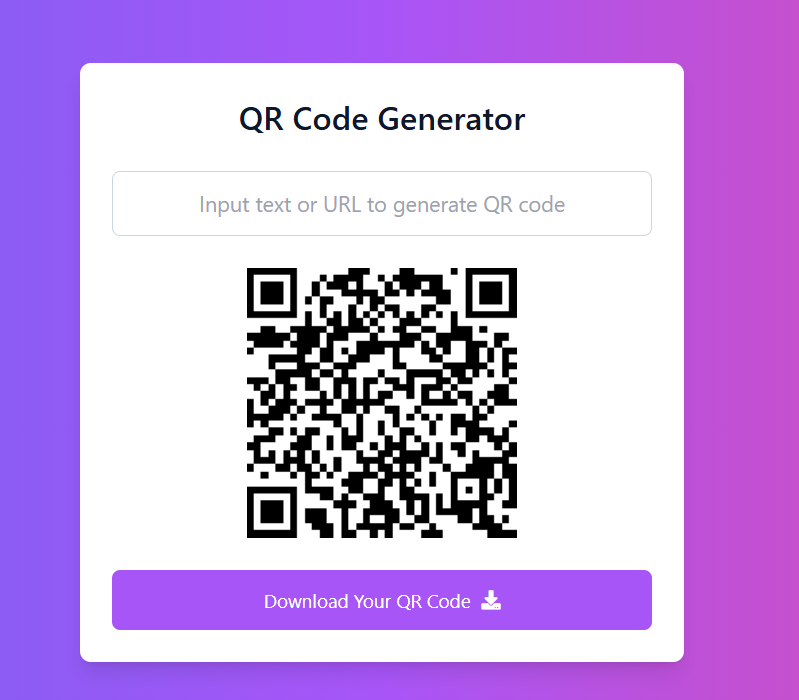 QR Code Generator
Input text or URL to generate QR code
Download Your QR Code